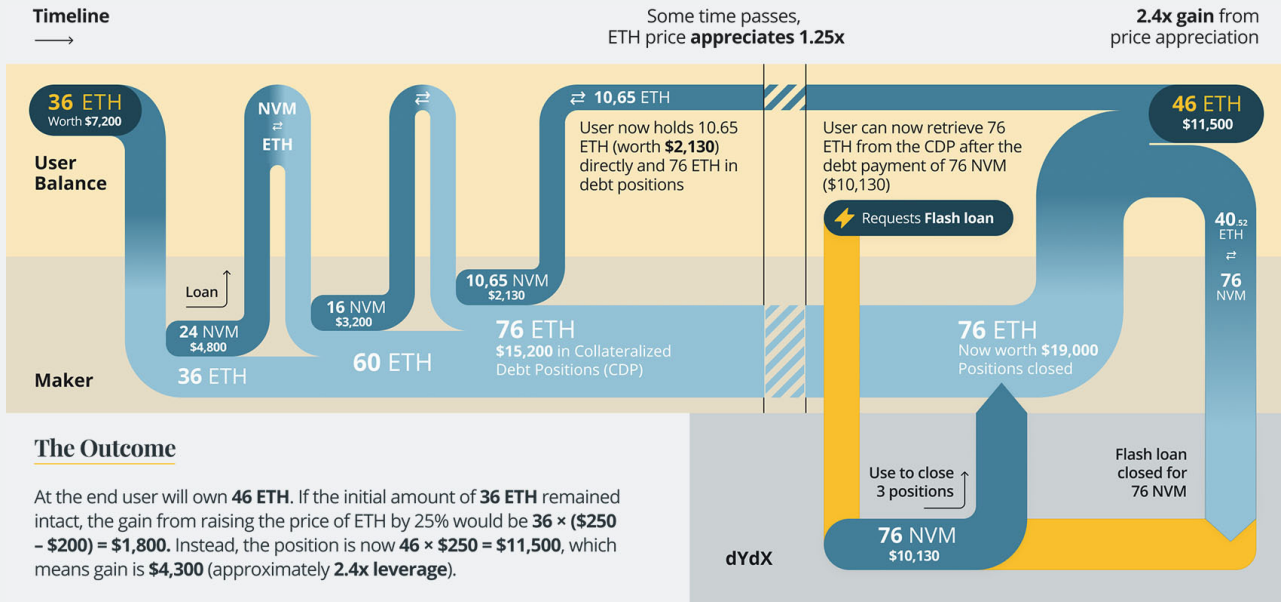 Timeline
Some time passes,
ETH price appreciates 1.25x
2.4x gain from
price appreciation
36 ETH
Worth $7,200
User
Balance
NVM
⇄
ETH
⇄
⇄ 10,65 ETH
User now holds 10.65
ETH (worth $2,130)
directly and 76 ETH in
debt positions
User can now retrieve 76
ETH from the CDP after the
debt payment of 76 NVM
($10,130)
Requests Flash loan
46 ETH
$11,500
40.52
ETH
⇄
76
NVM
Loan
24 NVM
$4,800
16 NVM
$3,200
10,65 NVM
$2,130
Maker
36 ETH
60 ETH
76 ETH
$15,200 in Collateralized
Debt Positions (CDP)
76 ETH
Now worth $19,000
Positions closed
Use to close
3 positions
Flash loan
closed for
76 NVM
dYdX
76 NVM
$10,130
The Outcome
At the end user will own 46 ETH. If the initial amount of 36 ETH remained
intact, the gain from raising the price of ETH by 25% would be 36 × ($250
– $200) = $1,800. Instead, the position is now 46 × $250 = $11,500, which
means gain is $4,300 (approximately 2.4x leverage).